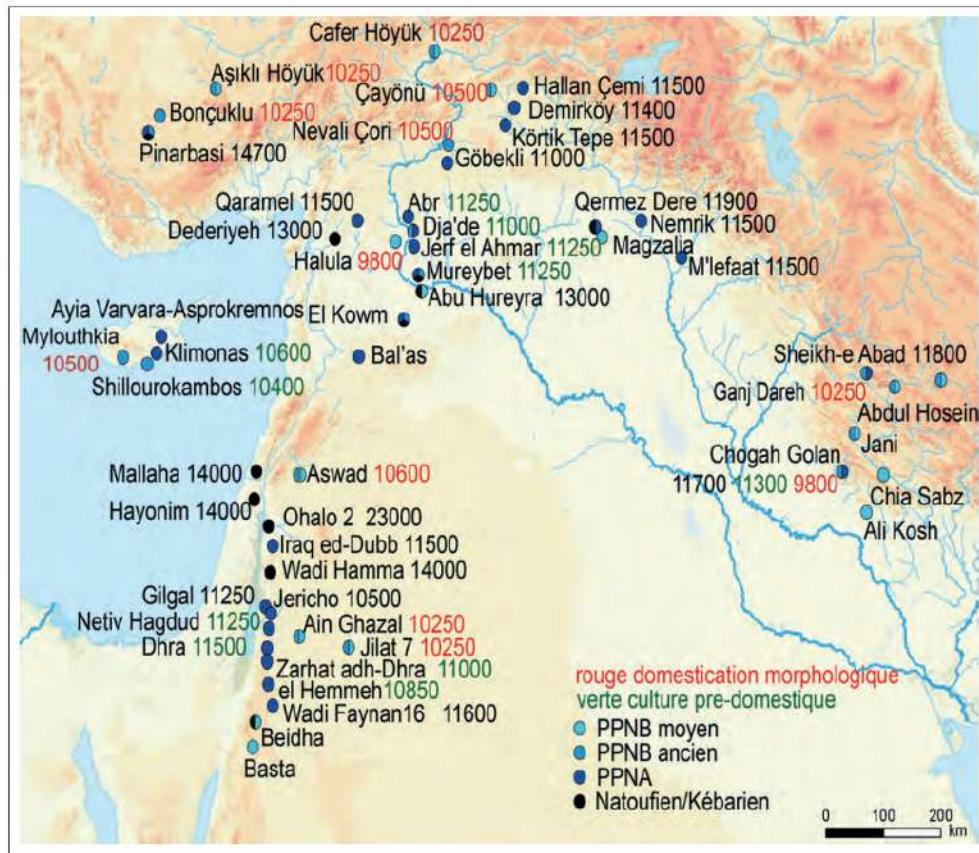 Cafer Höyük 10250
Aşıklı Höyük 10250
Hallan Çemi 11500
Çayönü 10500
Bonçuklu 10250
Demirköy 11400
Nevali Çori 10500
Körtik Tepe 11500
Pinarbasi 14700
Göbekli 11000
Qaramel 11500
Abr 11250
Qermez Dere 11900
Dederiyeh 13000
Dja'de 11000
Nemrik 11500
Halula 9800
Jerf el Ahmar 11250
Magzalia
Mureybet 11250
M'lefaat 11500
Abu Hureyra 13000
Ayia Varvara-Asprokremnos
El Kowm
Mylouthkia
10500
Klimonas 10600
Bal'as
Sheikh-e Abad 11800
Shillourokambos 10400
Ganj Dareh 10250
Abdul Hosein
Jani
Mallaha 14000
Aswad 10600
Chogah Golan
11700 11300 9800
Hayonim 14000
Chia Sabz
Ohalo 2 23000
Ali Kosh
Iraq ed-Dubb 11500
Wadi Hamma 14000
Gilgal 11250
Jericho 10500
Netiv Hagdud 11250
Ain Ghazal 10250
Dhra 11500
Jilat 7 10250
Zarhat adh-Dhra 11000
el Hemmeh 10850
Wadi Faynan16 11600
Beidha
Basta
rouge domestication morphologique
verte culture pre-domestique
PPNB moyen
PPNB ancien
PPNA
Natoufien/Kébarien
0 100 200
km